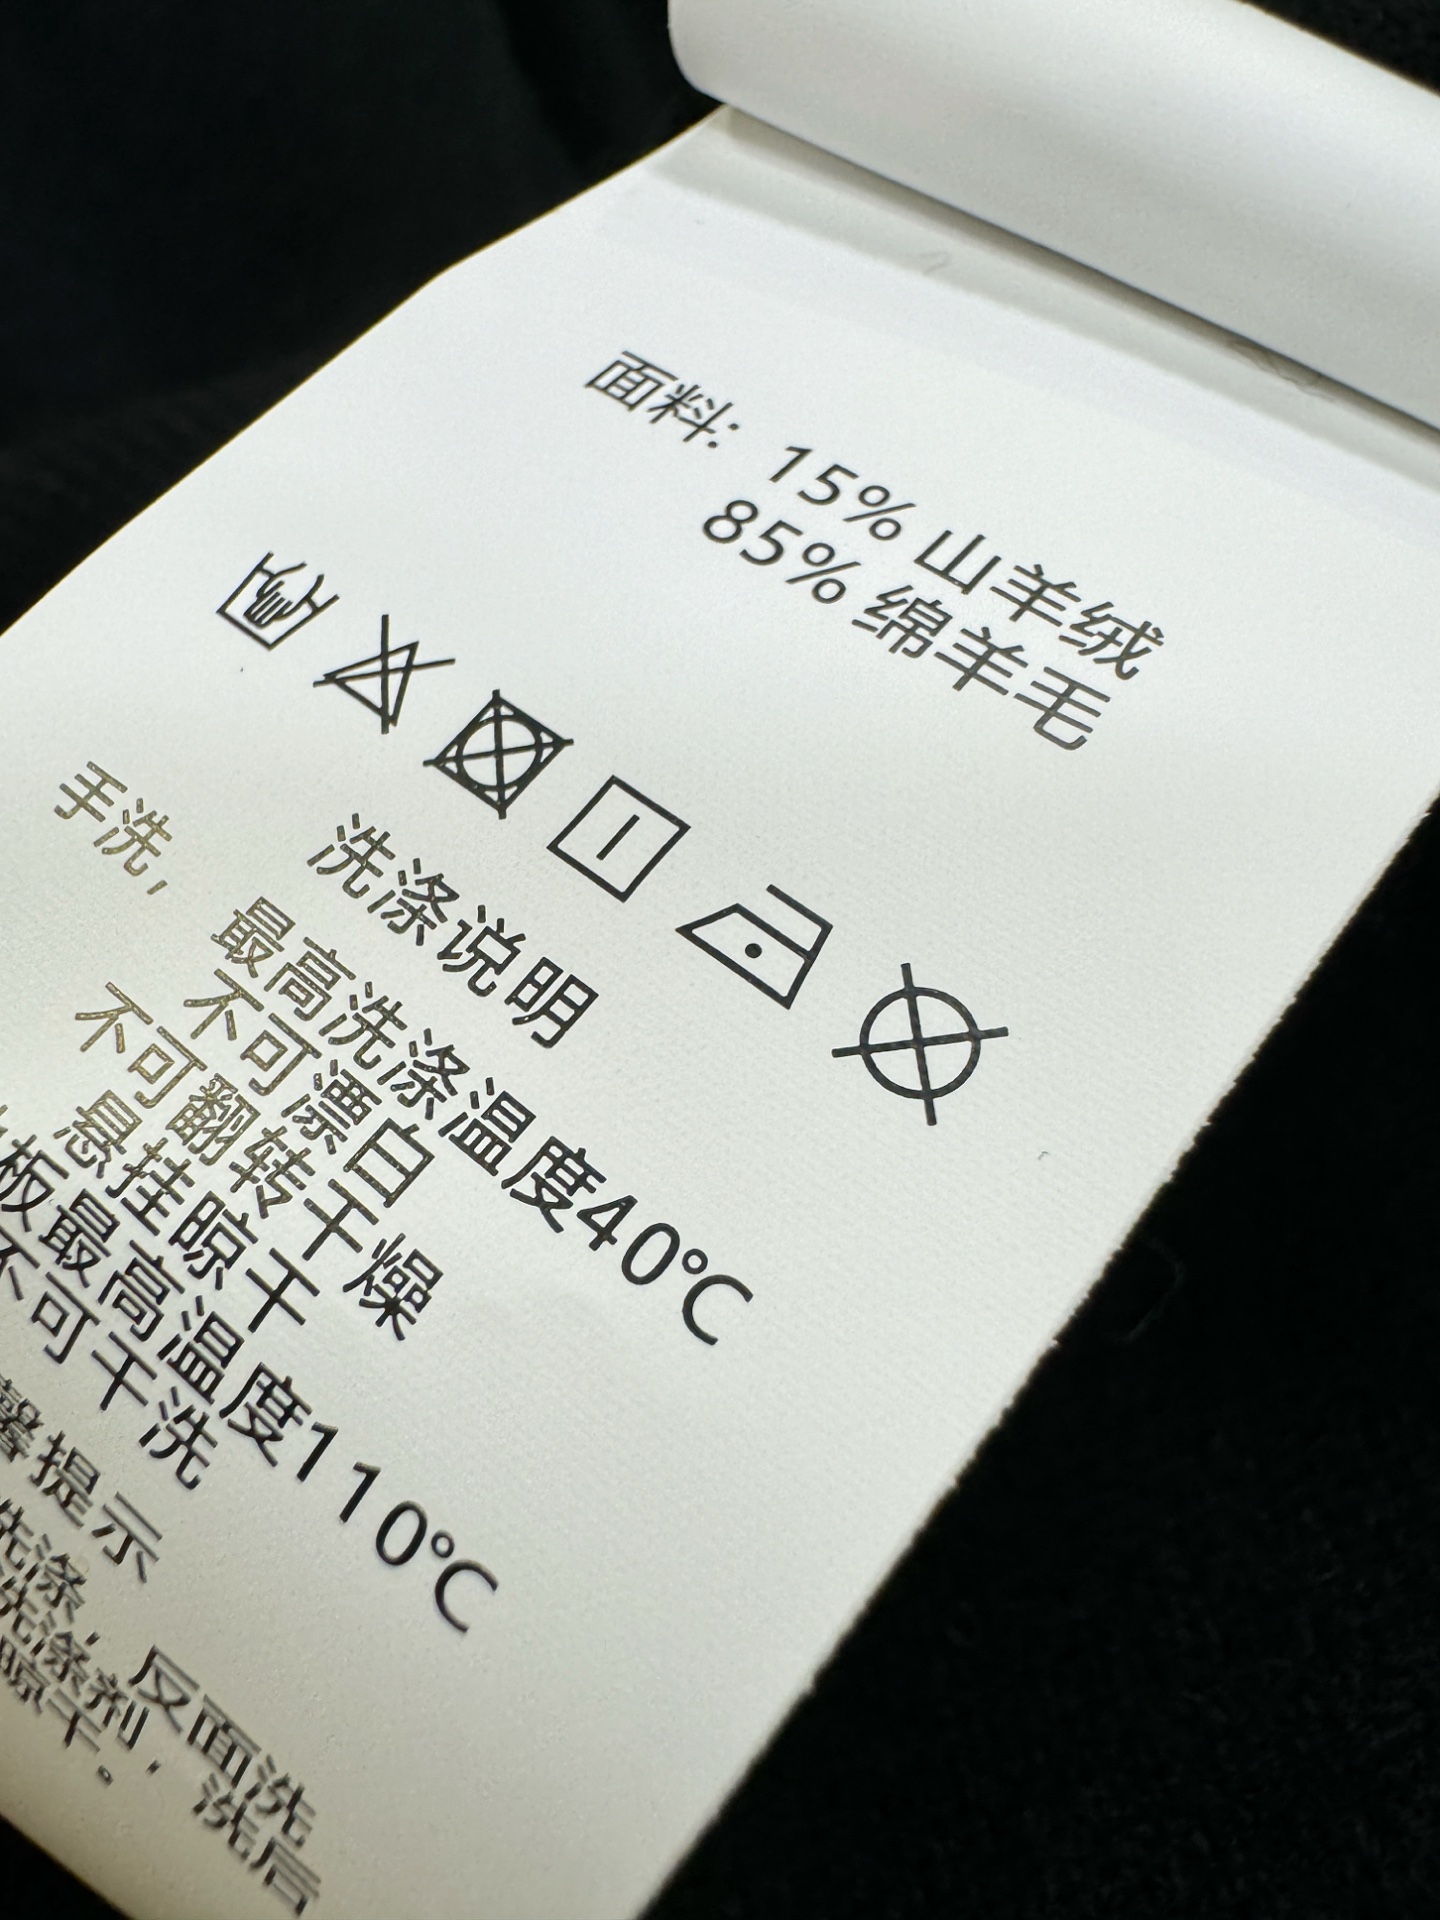 面料: 15% 山羊绒
85% 绵羊毛
洗涤说明
手洗, 最高洗涤温度40℃
不可漂白
不可翻转干燥
悬挂晾干
板最高温度110℃
不可干洗
馨提示
洗涤, 反面洗
洗涤剂, 洗后
晾干。